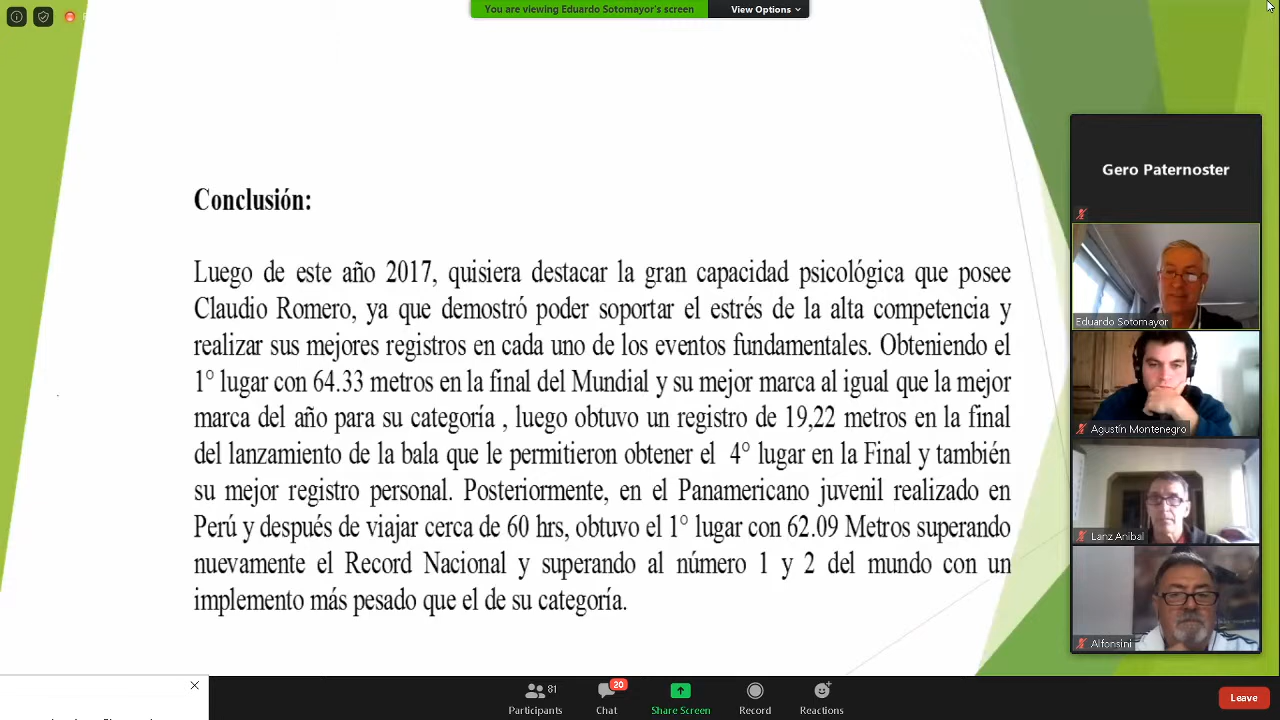 You are viewing Eduardo Sotomayor's screen
View Options
Gero Paternoster
Conclusión:
Luego de este año 2017, quisiera destacar la gran capacidad psicológica que posee
Claudio Romero, ya que demostró poder soportar el estrés de la alta competencia y
realizar sus mejores registros en cada uno de los eventos fundamentales. Obteniendo el
1° lugar con 64.33 metros en la final del Mundial y su mejor marca al igual que la mejor
marca del año para su categoría , luego obtuvo un registro de 19,22 metros en la final
del lanzamiento de la bala que le permitieron obtener el 4° lugar en la Final y también
su mejor registro personal. Posteriormente, en el Panamericano juvenil realizado en
Perú y después de viajar cerca de 60 hrs, obtuvo el 1° lugar con 62.09 Metros superando
nuevamente el Record Nacional y superando al número 1 y 2 del mundo con un
implemento más pesado que el de su categoría.
Eduardo Sotomayor
Agustín Montenegro
Lanz Anibal
Alfonsini
81
20
Participants
Chat
Share Screen
Record
Reactions
Leave